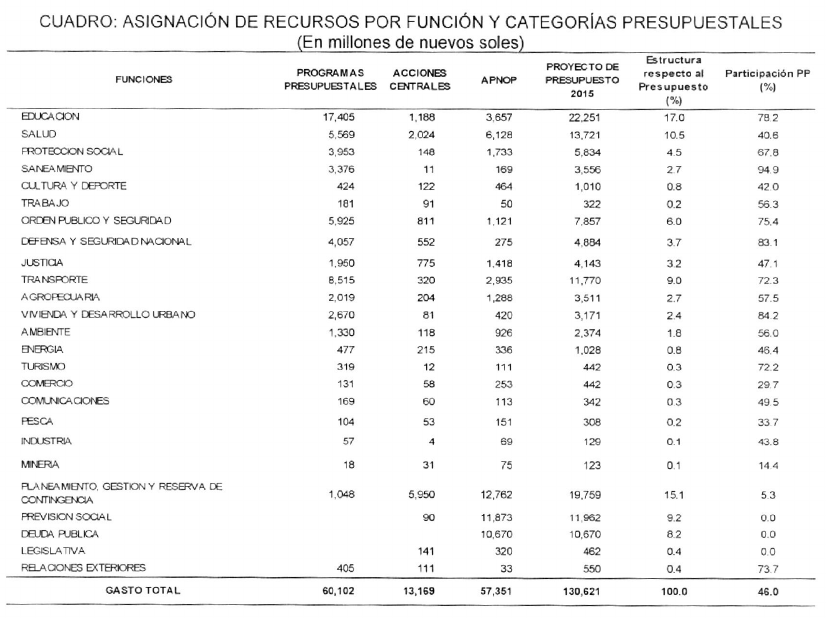 CUADRO: ASIGNACIÓN DE RECURSOS POR FUNCIÓN Y CATEGORÍAS PRESUPUESTALES
(En millones de nuevos soles)
FUNCIONES PROGRAMAS PRESUPUESTALES ACCIONES CENTRALES APNOP PROYECTO DE PRESUPUESTO 2015 Estructura respecto al Presupuesto (%) Participación PP (%)
EDUCACION 17,405 1,188 3,657 22,251 17.0 78.2
SALUD 5,569 2,024 6,128 13,721 10.5 40.6
PROTECCION SOCIAL 3,953 148 1,733 5,834 4.5 67.8
SANEAMIENTO 3,376 11 169 3,556 2.7 94.9
CULTURA Y DEPORTE 424 122 464 1,010 0.8 42.0
TRABAJO 181 91 50 322 0.2 56.3
ORDEN PUBLICO Y SEGURIDAD 5,925 811 1,121 7,857 6.0 75.4
DEFENSA Y SEGURIDAD NACIONAL 4,057 552 275 4,884 3.7 83.1
JUSTICIA 1,950 775 1,418 4,143 3.2 47.1
TRANSPORTE 8,515 320 2,935 11,770 9.0 72.3
AGROPECUARIA 2,019 204 1,288 3,511 2.7 57.5
VIVIENDA Y DESARROLLO URBANO 2,670 81 420 3,171 2.4 84.2
AMBIENTE 1,330 118 926 2,374 1.8 56.0
ENERGIA 477 215 336 1,028 0.8 46.4
TURISMO 319 12 111 442 0.3 72.2
COMERCIO 131 58 253 442 0.3 29.7
COMUNICACIONES 169 60 113 342 0.3 49.5
PESCA 104 53 151 308 0.2 33.7
INDUSTRIA 57 4 69 129 0.1 43.8
MINERIA 18 31 75 123 0.1 14.4
PLANEAMIENTO, GESTION Y RESERVA DE
CONTINGENCIA 1,048 5,950 12,762 19,759 15.1 5.3
PREVISION SOCIAL 90 11,873 11,962 9.2 0.0
DEUDA PUBLICA 10,670 10,670 8.2 0.0
LEGISLATIVA 141 320 462 0.4 0.0
RELACIONES EXTERIORES 405 111 33 550 0.4 73.7
GASTO TOTAL 60,102 13,169 57,351 130,621 100.0 46.0